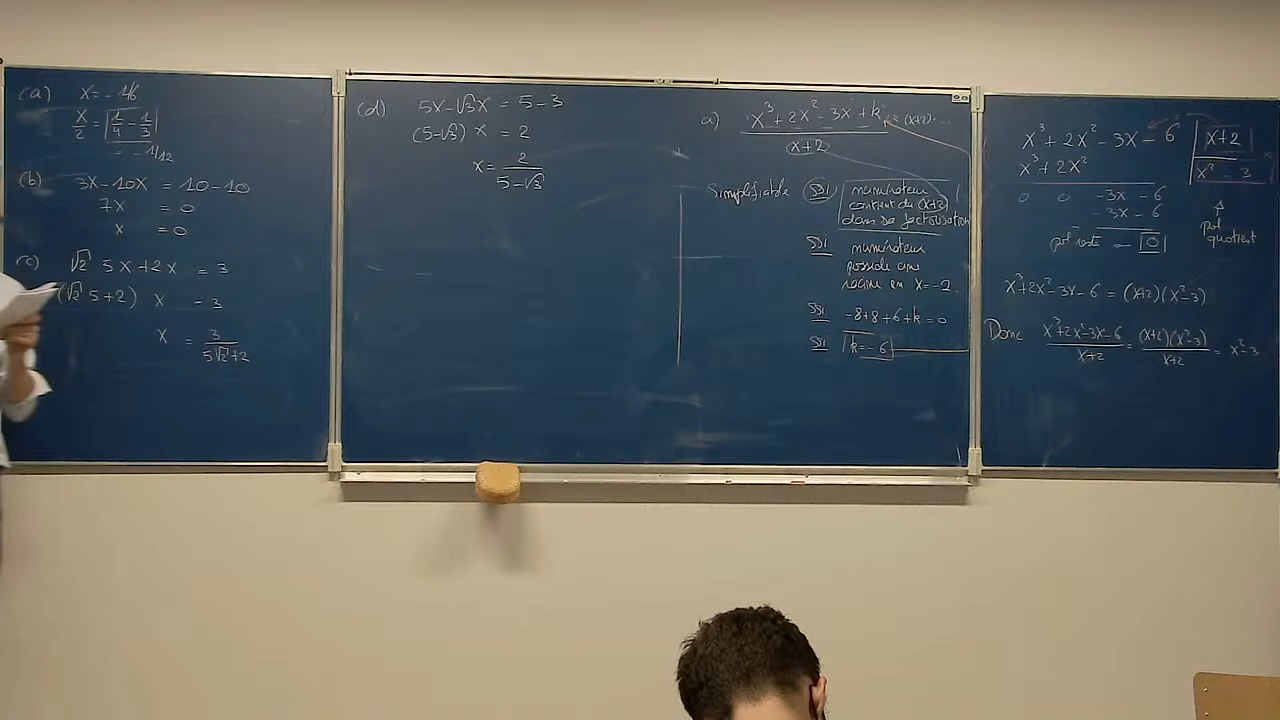 (a) x = -1/6
x/2 = |1/4 - 1/3|
= -1/12
(b) 3x-10x = 10-10
7x = 0
x = 0
(c) √2 5x+2x = 3
(√2 5+2) x = 3
x = 3/(5√2+2)
(d) 5x-√3x = 5-3
(5-√3) x = 2
x = 2/(5-√3)
a) (x³+2x²-3x+k)/(x+2) = (x+2)...
Simplifiable SSI numérateur
contient du (x+2)
dans sa factorisation
SSI numérateur
possède une
racine en x=-2.
SSI -8+8+6+k=0
SSI k=-6
x³+2x²-3x-6 | x+2
x³+2x² | x²-3
0 0 -3x-6
-3x-6
pol reste = 0
pol quotient
x³+2x²-3x-6 = (x+2)(x²-3)
Donc (x³+2x²-3x-6)/(x+2) = (x+2)(x²-3)/(x+2) = x²-3